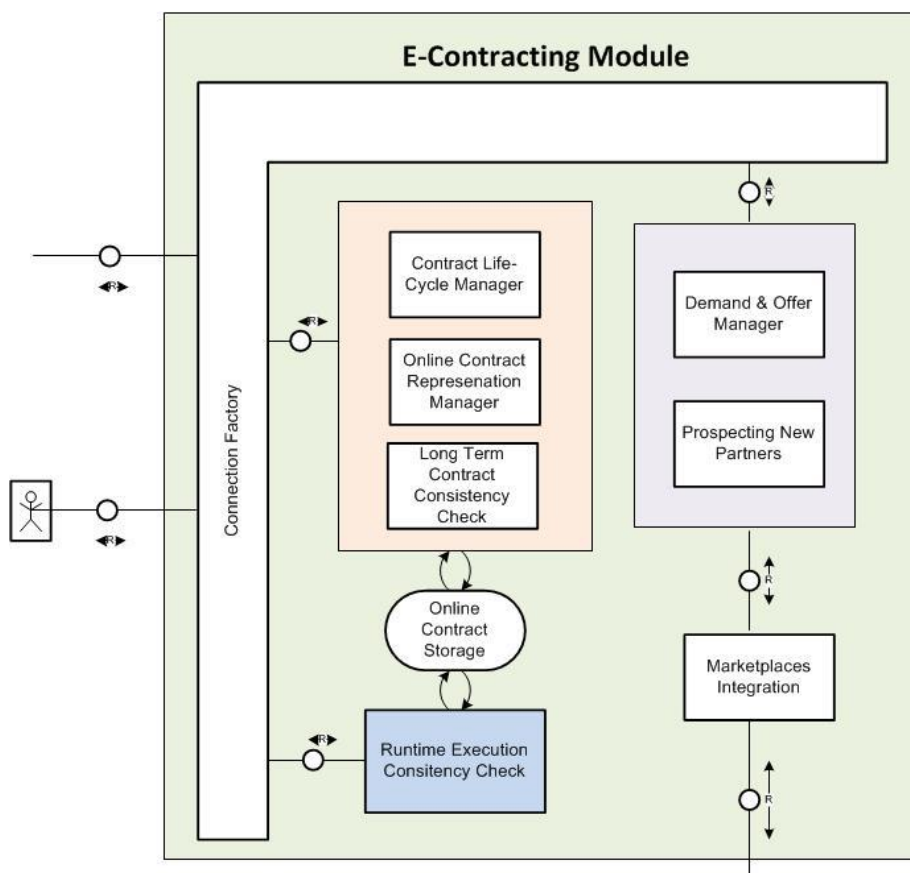 E-Contracting Module
R
Contract Life-
Cycle Manager
R
Demand & Offer
Manager
R
R
Online Contract
Represenation
Manager
Connection Factory
Prospecting New
Partners
Long Term
Contract
Consistency
Check
R
R
Online
Contract
Storage
Marketplaces
Integration
R
Runtime Execution
Consitency Check
R